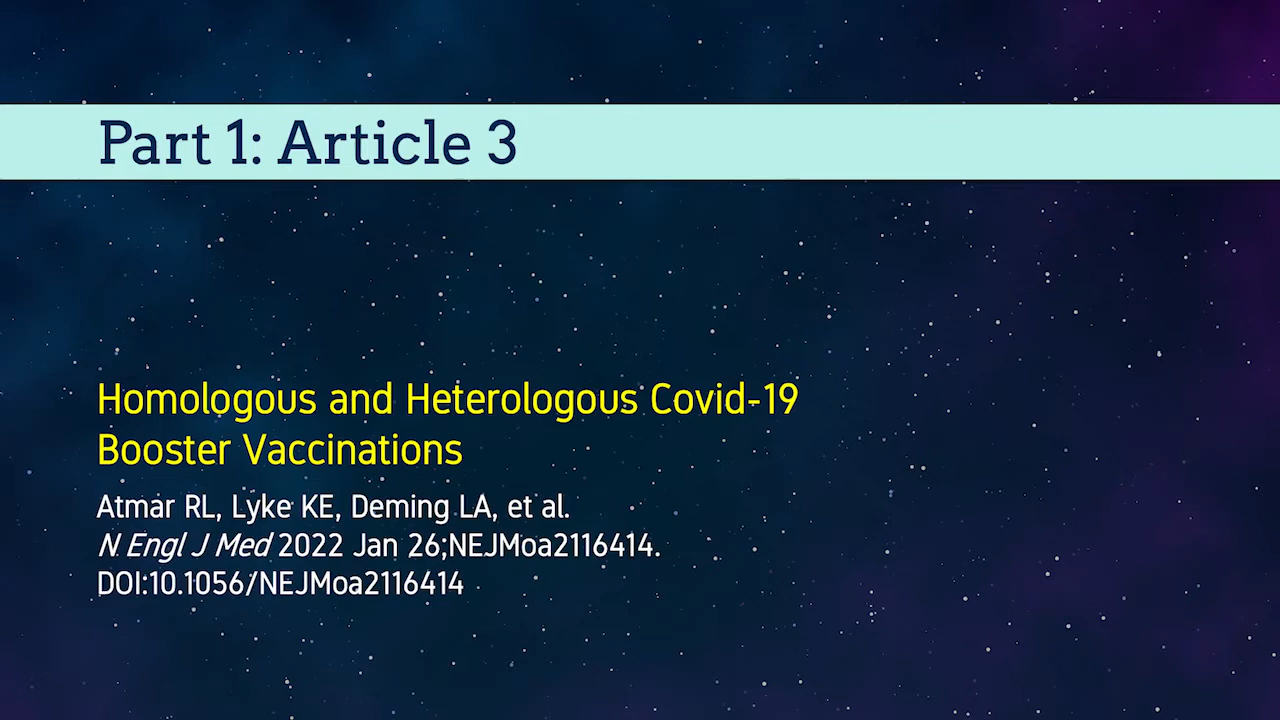 Part 1: Article 3
Homologous and Heterologous Covid-19
Booster Vaccinations
Atmar RL, Lyke KE, Deming LA, et al.
N Engl J Med 2022 Jan 26;NEJMoa2116414.
DOI:10.1056/NEJMoa2116414